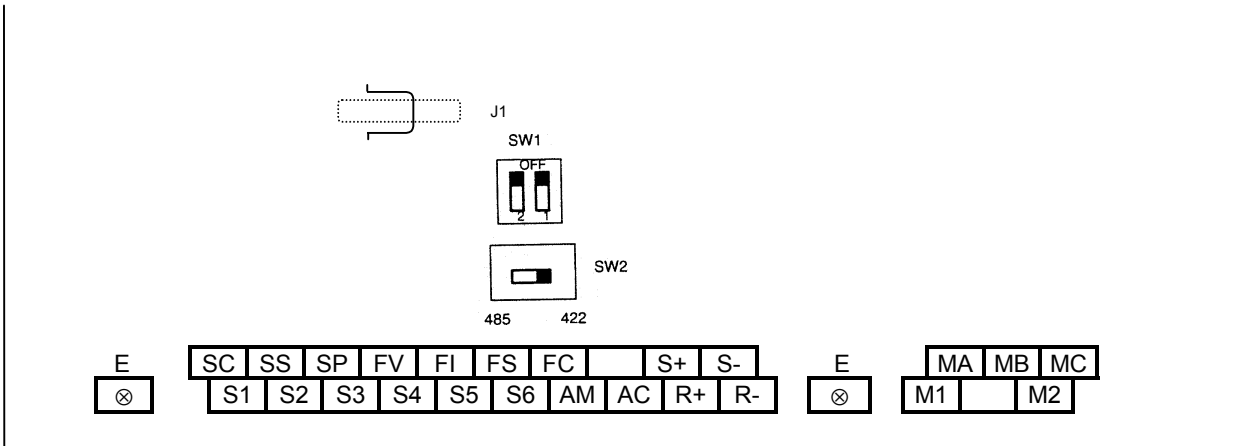 J1
SW1
OFF
2 1
SW2
485 422
E SC SS SP FV FI FS FC S+ S- E MA MB MC
⊗ S1 S2 S3 S4 S5 S6 AM AC R+ R- ⊗ M1 M2